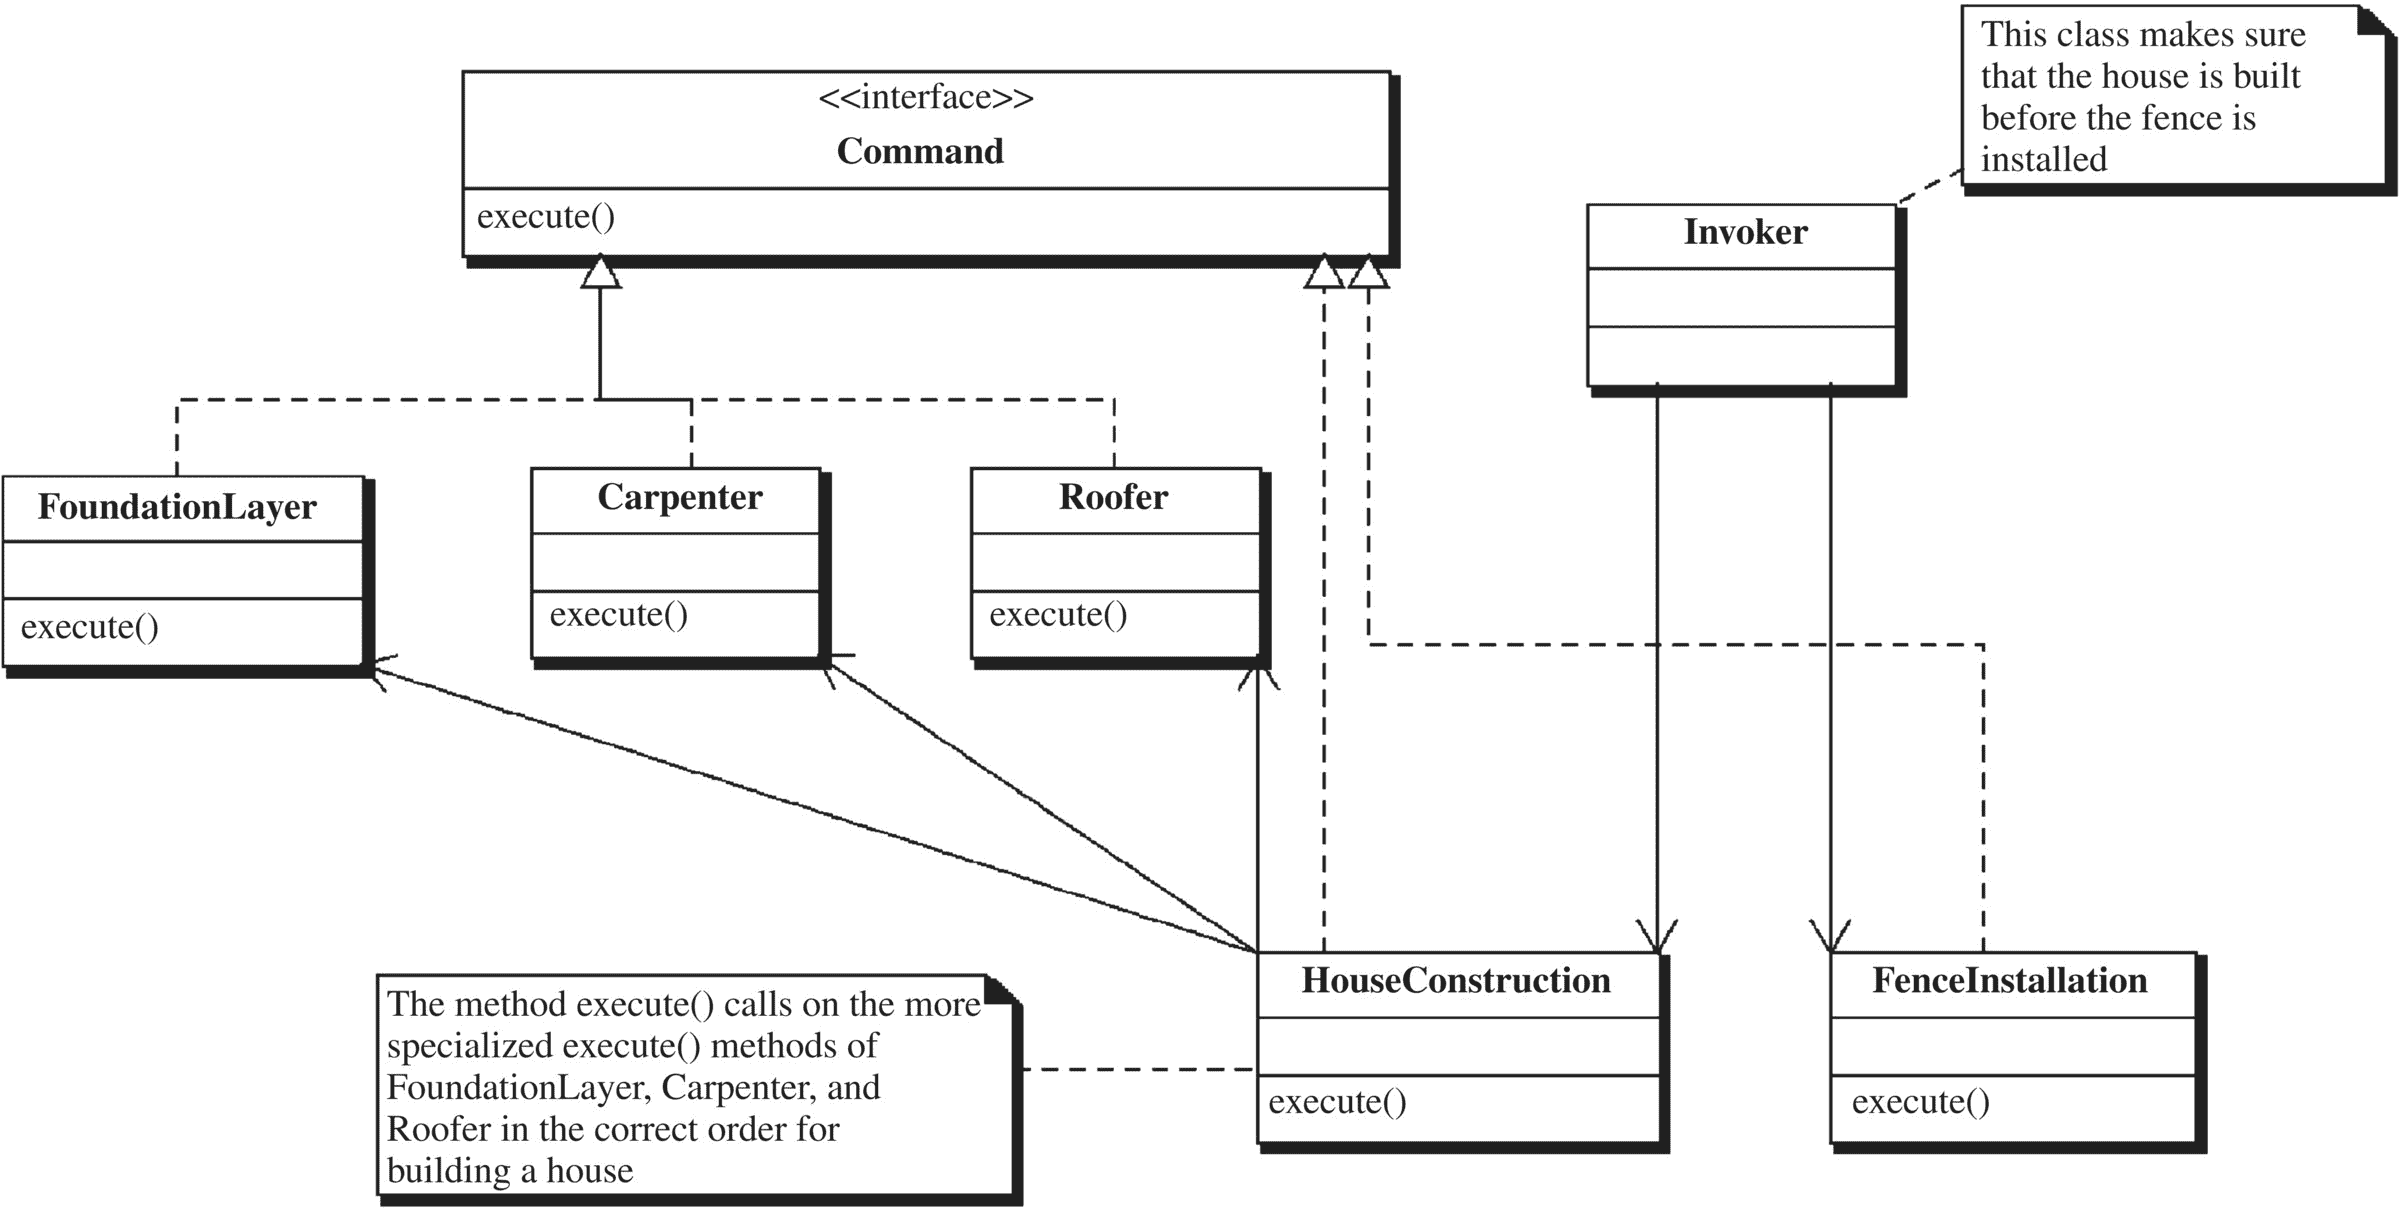 <<interface>>
Command
execute()
This class makes sure
that the house is built
before the fence is
installed
Invoker
FoundationLayer
execute()
Carpenter
execute()
Roofer
execute()
The method execute() calls on the more
specialized execute() methods of
FoundationLayer, Carpenter, and
Roofer in the correct order for
building a house
HouseConstruction
execute()
FenceInstallation
execute()